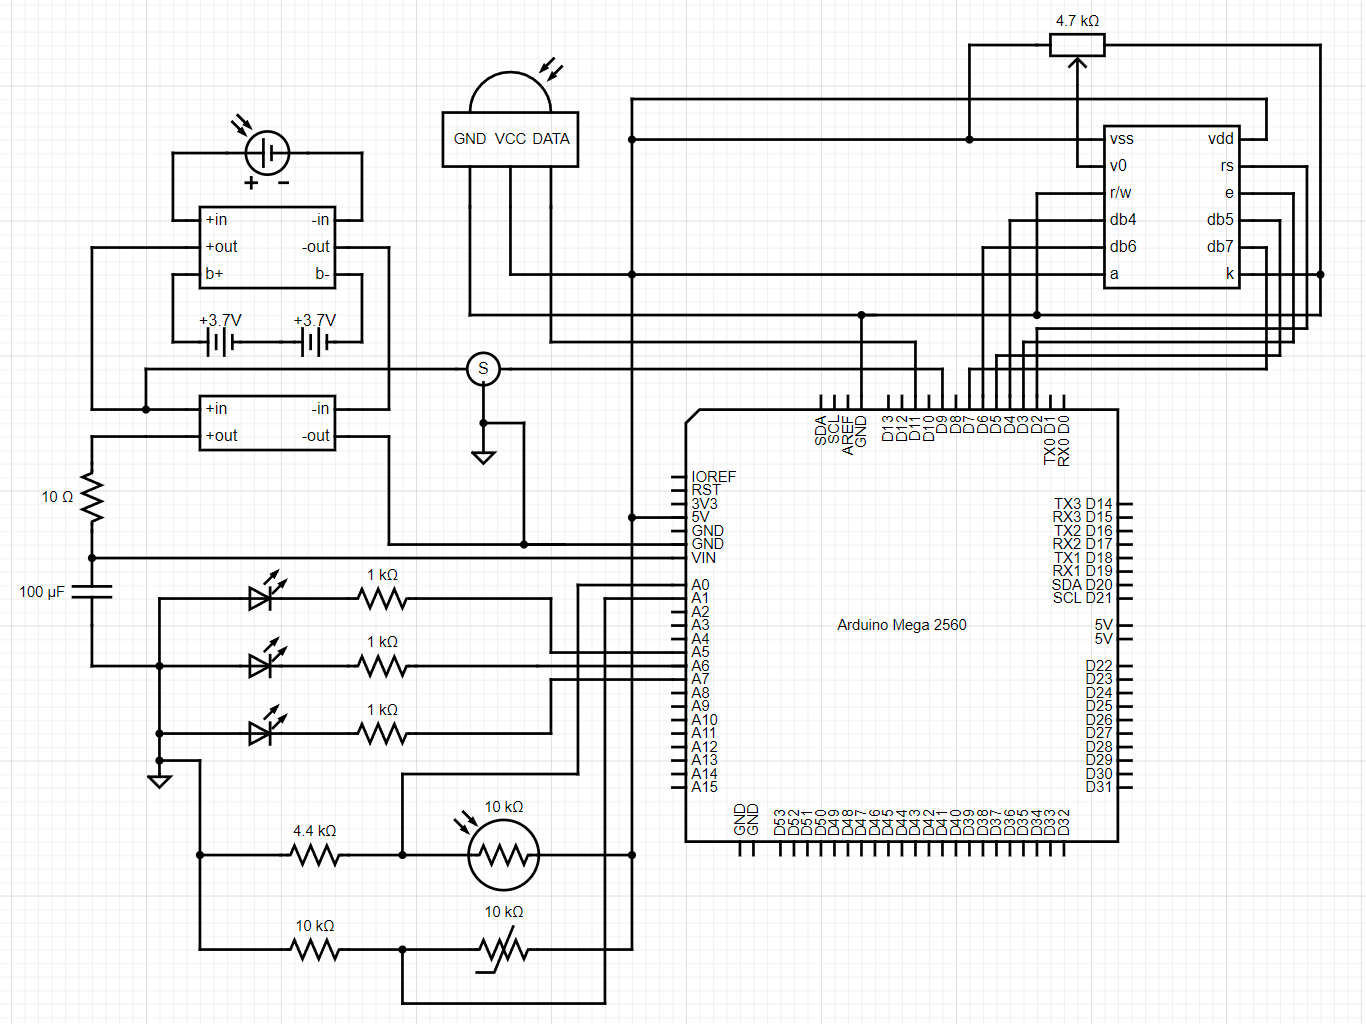 4.7 kΩ
GND VCC DATA
+ −
+in -in
+out -out
b+ b-
+3.7V +3.7V
vss vdd
v0 rs
r/w e
db4 db5
db6 db7
a k
S
+in -in
+out -out
10 Ω
100 µF
1 kΩ
1 kΩ
1 kΩ
4.4 kΩ
10 kΩ
10 kΩ
10 kΩ
SDA
SCL
AREF
GND
D13
D12
D11
D10
D9
D8
D7
D6
D5
D4
D3
D2
TX0 D1
RX0 D0
IOREF
RST
3V3
5V
GND
GND
VIN
A0
A1
A2
A3
A4
A5
A6
A7
A8
A9
A10
A11
A12
A13
A14
A15
Arduino Mega 2560
TX3 D14
RX3 D15
TX2 D16
RX2 D17
TX1 D18
RX1 D19
SDA D20
SCL D21
5V
5V
D22
D23
D24
D25
D26
D27
D28
D29
D30
D31
GND
GND
D53
D52
D51
D50
D49
D48
D47
D46
D45
D44
D43
D42
D41
D40
D39
D38
D37
D36
D35
D34
D33
D32